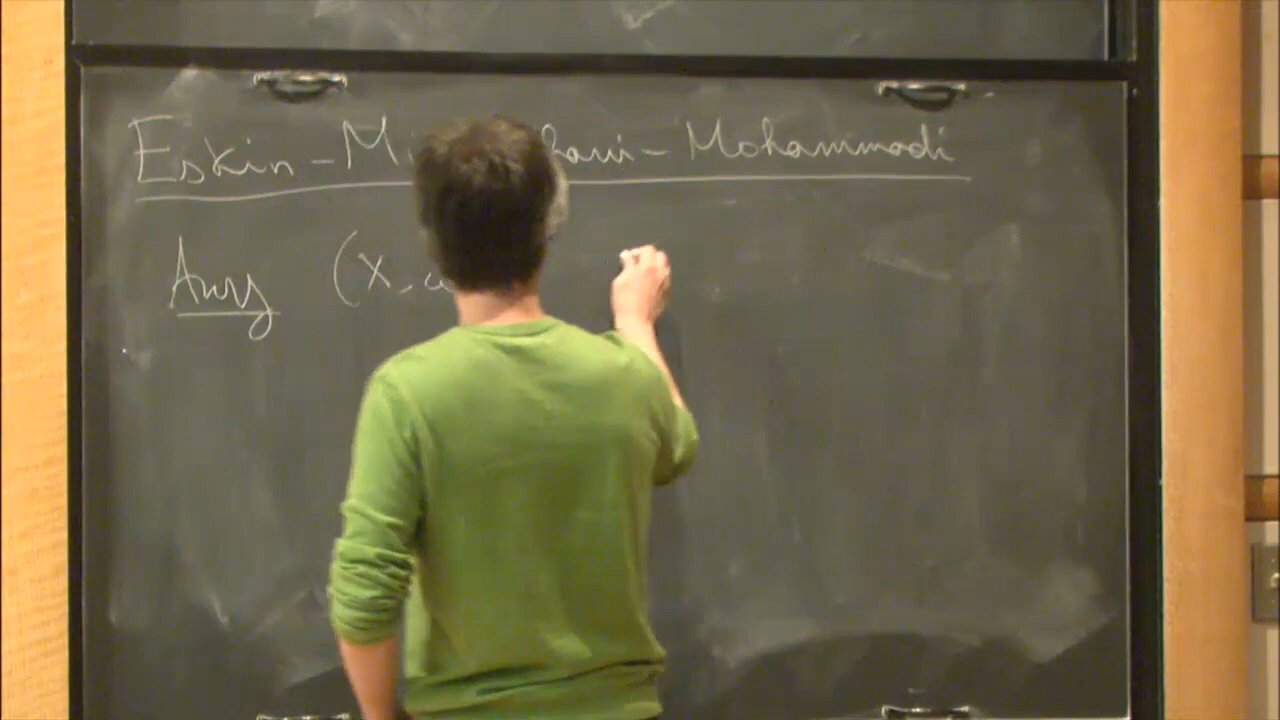 Eskin - Mi hani - Mohammadi
Any (X, ω